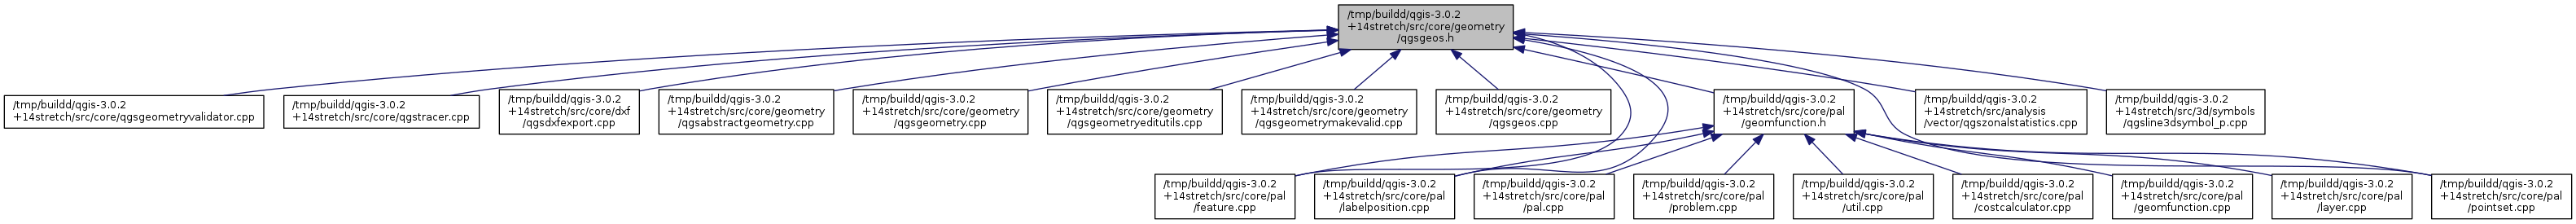 /tmp/buildd/qgis-3.0.2
+14stretch/src/core/geometry
/qgsgeos.h
/tmp/buildd/qgis-3.0.2
+14stretch/src/core/qgsgeometryvalidator.cpp
/tmp/buildd/qgis-3.0.2
+14stretch/src/core/qgstracer.cpp
/tmp/buildd/qgis-3.0.2
+14stretch/src/core/dxf
/qgsdxfexport.cpp
/tmp/buildd/qgis-3.0.2
+14stretch/src/core/geometry
/qgsabstractgeometry.cpp
/tmp/buildd/qgis-3.0.2
+14stretch/src/core/geometry
/qgsgeometry.cpp
/tmp/buildd/qgis-3.0.2
+14stretch/src/core/geometry
/qgsgeometryeditutils.cpp
/tmp/buildd/qgis-3.0.2
+14stretch/src/core/geometry
/qgsgeometrymakevalid.cpp
/tmp/buildd/qgis-3.0.2
+14stretch/src/core/geometry
/qgsgeos.cpp
/tmp/buildd/qgis-3.0.2
+14stretch/src/core/pal
/geomfunction.h
/tmp/buildd/qgis-3.0.2
+14stretch/src/analysis
/vector/qgszonalstatistics.cpp
/tmp/buildd/qgis-3.0.2
+14stretch/src/3d/symbols
/qgsline3dsymbol_p.cpp
/tmp/buildd/qgis-3.0.2
+14stretch/src/core/pal
/feature.cpp
/tmp/buildd/qgis-3.0.2
+14stretch/src/core/pal
/labelposition.cpp
/tmp/buildd/qgis-3.0.2
+14stretch/src/core/pal
/pal.cpp
/tmp/buildd/qgis-3.0.2
+14stretch/src/core/pal
/problem.cpp
/tmp/buildd/qgis-3.0.2
+14stretch/src/core/pal
/util.cpp
/tmp/buildd/qgis-3.0.2
+14stretch/src/core/pal
/costcalculator.cpp
/tmp/buildd/qgis-3.0.2
+14stretch/src/core/pal
/geomfunction.cpp
/tmp/buildd/qgis-3.0.2
+14stretch/src/core/pal
/layer.cpp
/tmp/buildd/qgis-3.0.2
+14stretch/src/core/pal
/pointset.cpp